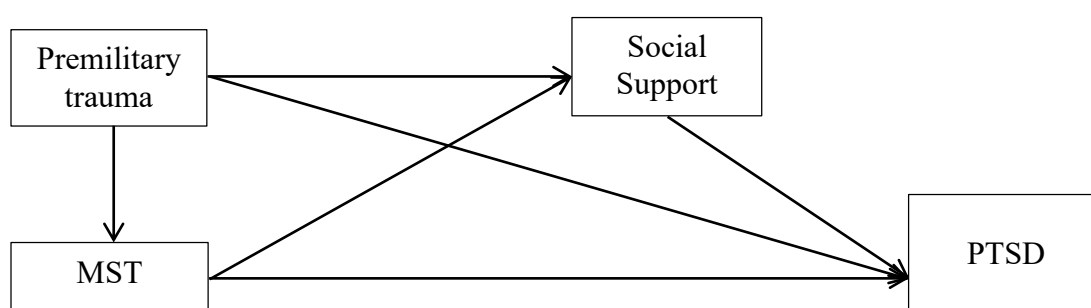 Premilitary
trauma
Social
Support
MST
PTSD